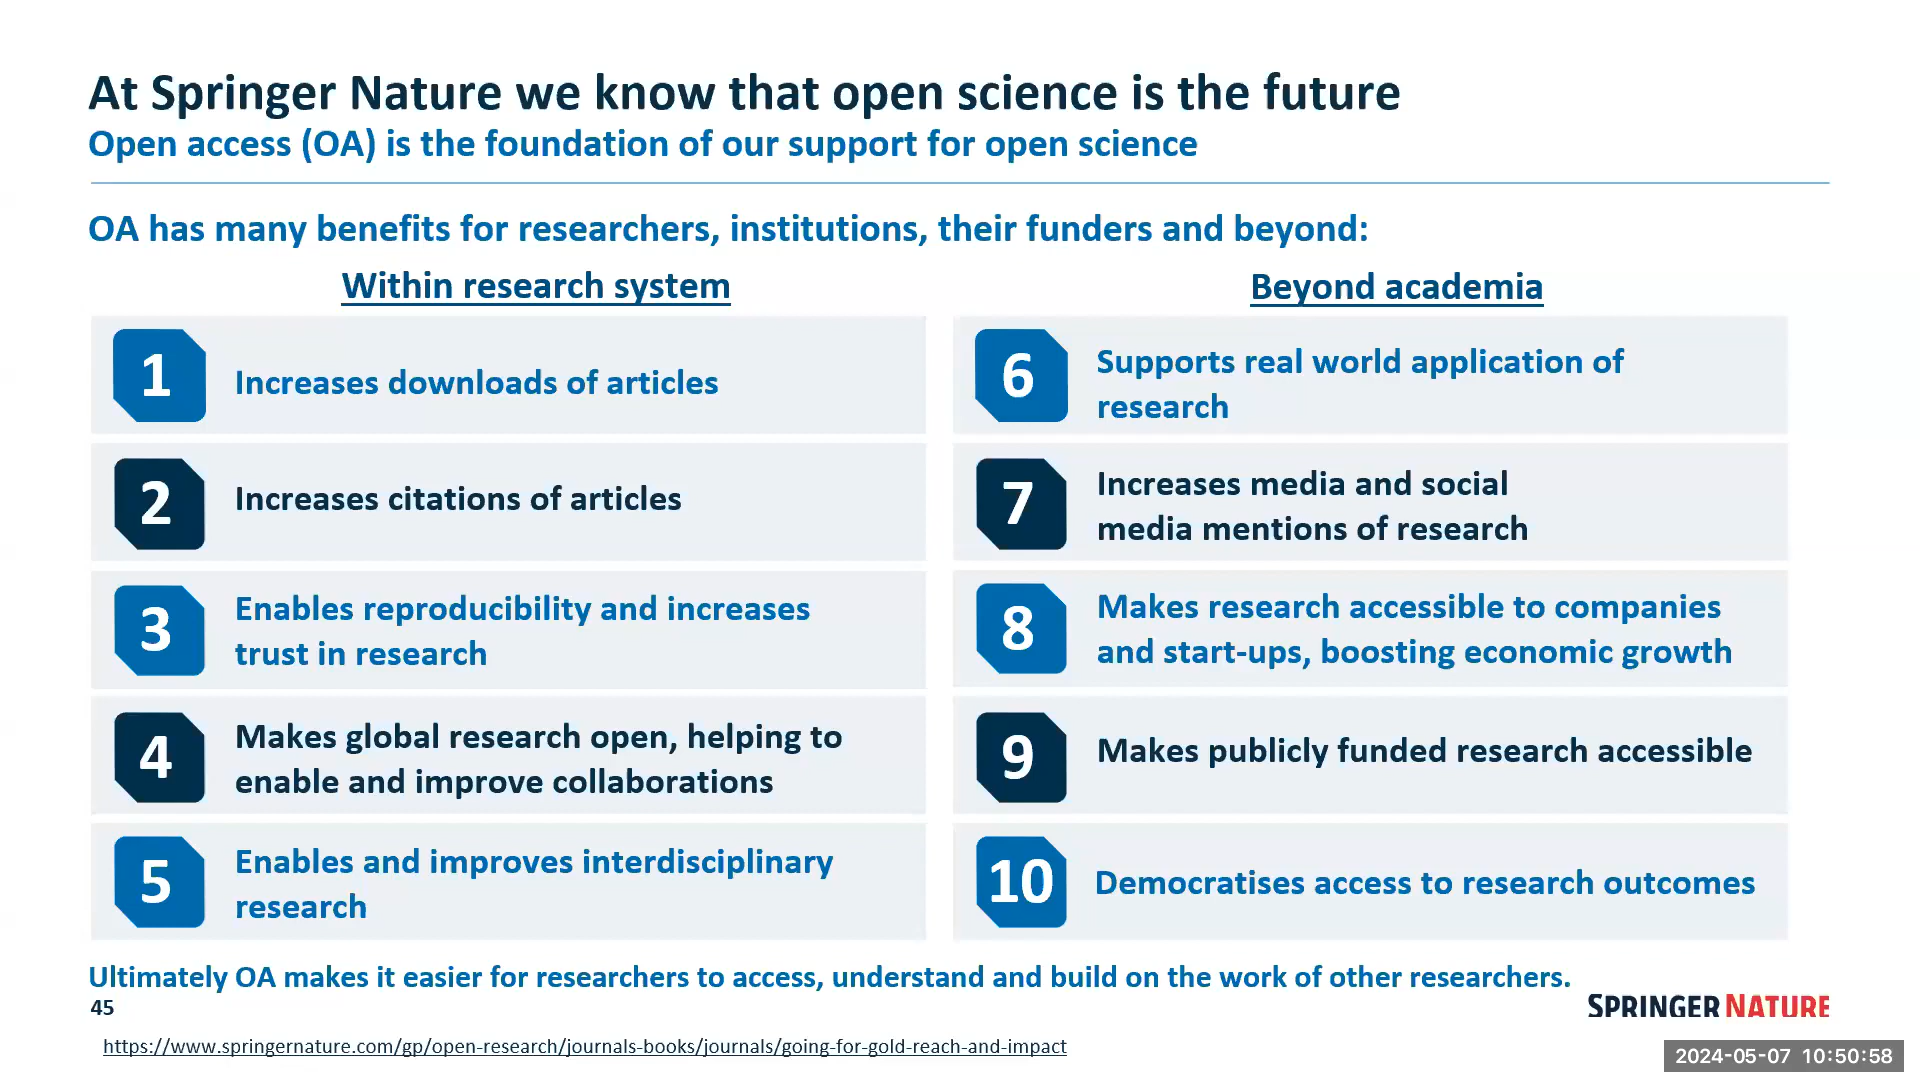 At Springer Nature we know that open science is the future
Open access (OA) is the foundation of our support for open science
OA has many benefits for researchers, institutions, their funders and beyond:
Within research system
1
Increases downloads of articles
2
Increases citations of articles
3
Enables reproducibility and increases
trust in research
4
Makes global research open, helping to
enable and improve collaborations
5
Enables and improves interdisciplinary
research
Beyond academia
6
Supports real world application of
research
7
Increases media and social
media mentions of research
8
Makes research accessible to companies
and start-ups, boosting economic growth
9
Makes publicly funded research accessible
10
Democratises access to research outcomes
Ultimately OA makes it easier for researchers to access, understand and build on the work of other researchers.
45
SPRINGER NATURE
https://www.springernature.com/gp/open-research/journals-books/journals/going-for-gold-reach-and-impact
2024-05-07 10:50:58